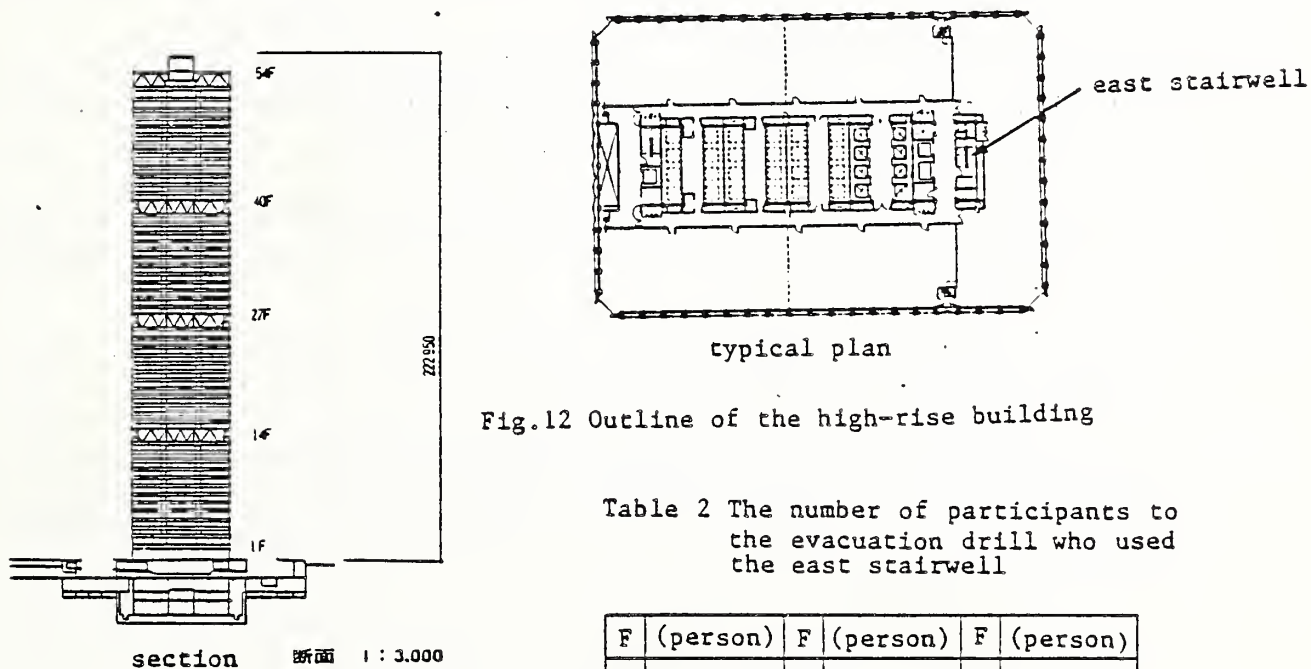 54F
40F
27F
14F
1F
222950
section 断面 1:3.000
east stairwell
typical plan
Fig.12 Outline of the high-rise building
Table 2 The number of participants to
the evacuation drill who used
the east stairwell
F (person) F (person) F (person)